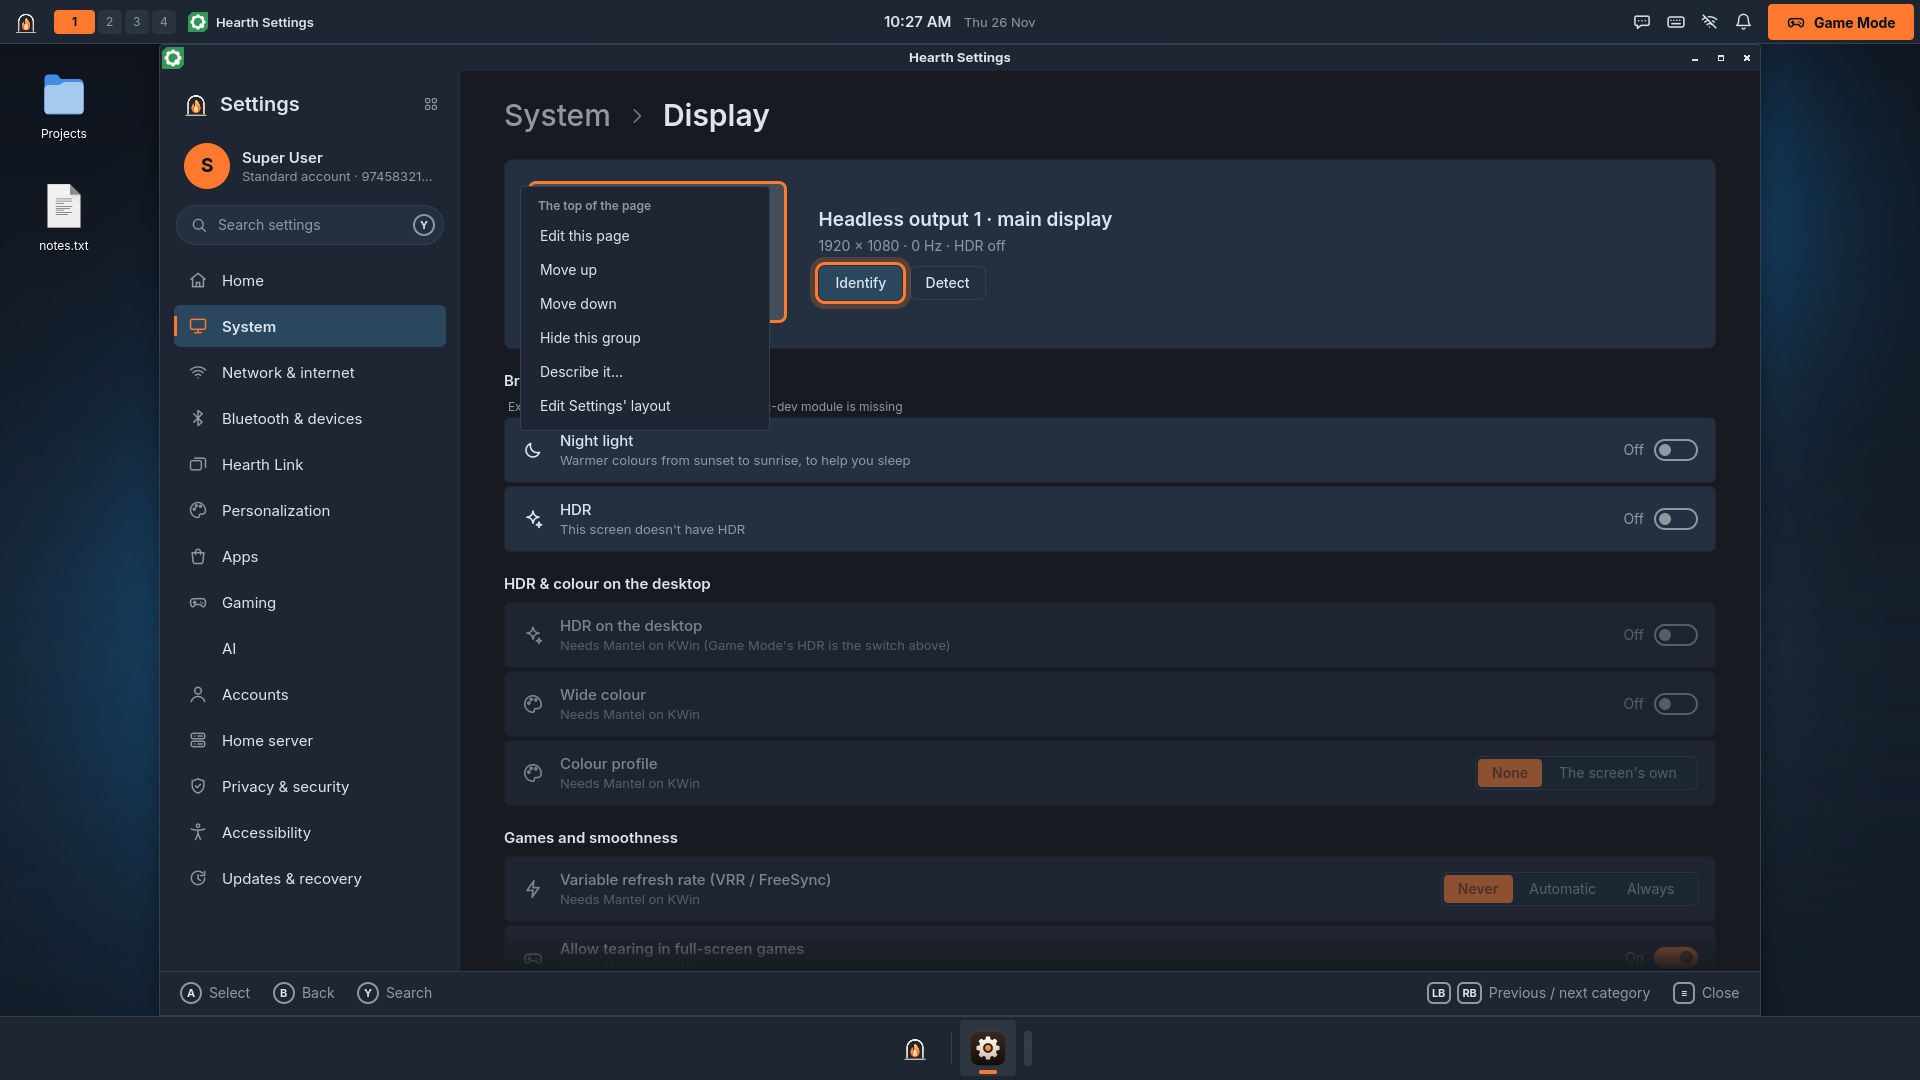 1 2 3 4 Hearth Settings
10:27 AM Thu 26 Nov
Game Mode
Projects
notes.txt
Hearth Settings
Settings
S
Super User
Standard account · 97458321...
Search settings Y
Home
System
Network & internet
Bluetooth & devices
Hearth Link
Personalization
Apps
Gaming
AI
Accounts
Home server
Privacy & security
Accessibility
Updates & recovery
System > Display
The top of the page
Edit this page
Move up
Move down
Hide this group
Describe it...
Edit Settings' layout
Headless output 1 · main display
1920 × 1080 · 0 Hz · HDR off
Identify Detect
Br
Ex
-dev module is missing
Night light
Warmer colours from sunset to sunrise, to help you sleep
Off
HDR
This screen doesn't have HDR
Off
HDR & colour on the desktop
HDR on the desktop
Needs Mantel on KWin (Game Mode's HDR is the switch above)
Off
Wide colour
Needs Mantel on KWin
Off
Colour profile
Needs Mantel on KWin
None The screen's own
Games and smoothness
Variable refresh rate (VRR / FreeSync)
Needs Mantel on KWin
Never Automatic Always
Allow tearing in full-screen games
On
A Select B Back Y Search
LB RB Previous / next category ≡ Close